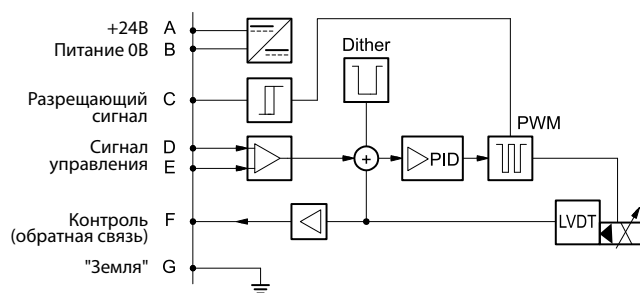 +24В A
Питание 0В B
Dither
Разрещающий C
сигнал
PWM
Сигнал D
управления E
PID
Контроль F
(обратная связь)
LVDT
"Земля" G